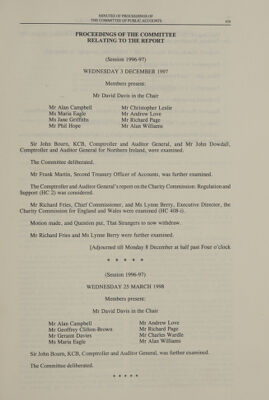 MINUTES OF PROCEEDINGS OF
THE COMMITTEE OF PUBLIC ACCOUNTS
PROCEEDINGS OF THE COMMITTEE
RELATING TO THE REPORT
(Session 1996-97)
WEDNESDAY 3 DECEMBER 1997
Members present:
Mr David Davis in the Chair
Mr Alan Campbell Mr Christopher Leslie
Ms Maria Eagle Mr Andrew Love
Ms Jane Griffiths Mr Richard Page
Mr Phil Hope Mr Alan Williams
Sir John Bourn, KCB, Comptroller and Auditor General, and Mr John Dowdall,
Comptroller and Auditor General for Northern Ireland, were examined.
The Committee deliberated.
Mr Frank Martin, Second Treasury Officer of Accounts, was further examined.
The Comptroller and Auditor General's report on the Charity Commission: Regulation and
Support (HC 2) was considered.
Mr Richard Fries, Chief Commissioner, and Ms Lynne Berry, Executive Director, the
Charity Commission for England and Wales were examined (HC 408-i).
Motion made, and Question put, That Strangers to now withdraw.
Mr Richard Fries and Ms Lynne Berry were further examined.
[Adjourned till Monday 8 December at half past Four o'clock
* * * * *
(Session 1996-97)
WEDNESDAY 25 MARCH 1998
Members present:
Mr David Davis in the Chair
Mr Alan Campbell Mr Andrew Love
Mr Geoffrey Clifton-Brown Mr Richard Page
Mr Geraint Davies Mr Charles Wardle
Ms Maria Eagle Mr Alan Williams
Sir John Bourn, KCB, Comptroller and Auditor General, was further examined.
The Committee deliberated.
* * * * *